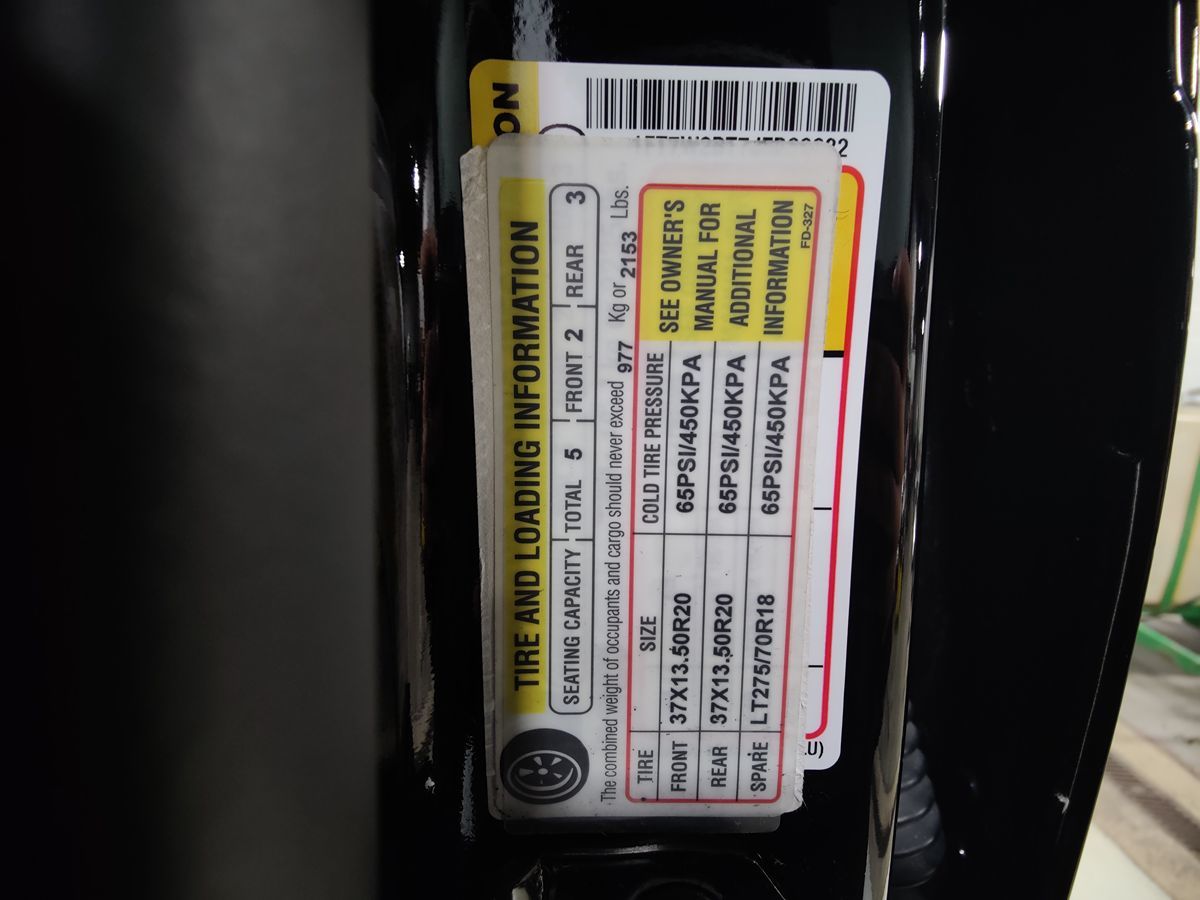 ON
TIRE AND LOADING INFORMATION
SEATING CAPACITY TOTAL 5 FRONT 2 REAR 3
The combined weight of occupants and cargo should never exceed 977 Kg or 2153 Lbs.
TIRE SIZE COLD TIRE PRESSURE
FRONT 37X13.50R20 65PSI/450KPA
REAR 37X13.50R20 65PSI/450KPA
SPARE LT275/70R18 65PSI/450KPA
SEE OWNER'S
MANUAL FOR
ADDITIONAL
INFORMATION
FD-327